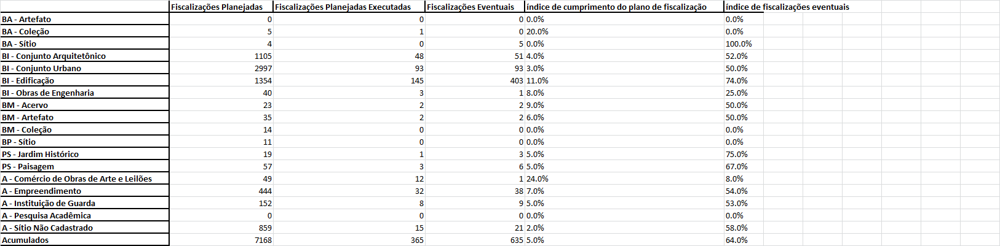 Fiscalizações Planejadas Fiscalizações Planejadas Executadas Fiscalizações Eventuais índice de cumprimento do plano de fiscalização índice de fiscalizações eventuais
BA - Artefato 0 0 0 0.0% 0.0%
BA - Coleção 5 1 0 20.0% 0.0%
BA - Sítio 4 0 5 0.0% 100.0%
BI - Conjunto Arquitetônico 1105 48 51 4.0% 52.0%
BI - Conjunto Urbano 2997 93 93 3.0% 50.0%
BI - Edificação 1354 145 403 11.0% 74.0%
BI - Obras de Engenharia 40 3 1 8.0% 25.0%
BM - Acervo 23 2 2 9.0% 50.0%
BM - Artefato 35 2 2 6.0% 50.0%
BM - Coleção 14 0 0 0.0% 0.0%
BP - Sítio 11 0 0 0.0% 0.0%
PS - Jardim Histórico 19 1 3 5.0% 75.0%
PS - Paisagem 57 3 6 5.0% 67.0%
A - Comércio de Obras de Arte e Leilões 49 12 1 24.0% 8.0%
A - Empreendimento 444 32 38 7.0% 54.0%
A - Instituição de Guarda 152 8 9 5.0% 53.0%
A - Pesquisa Acadêmica 0 0 0 0.0% 0.0%
A - Sítio Não Cadastrado 859 15 21 2.0% 58.0%
Acumulados 7168 365 635 5.0% 64.0%